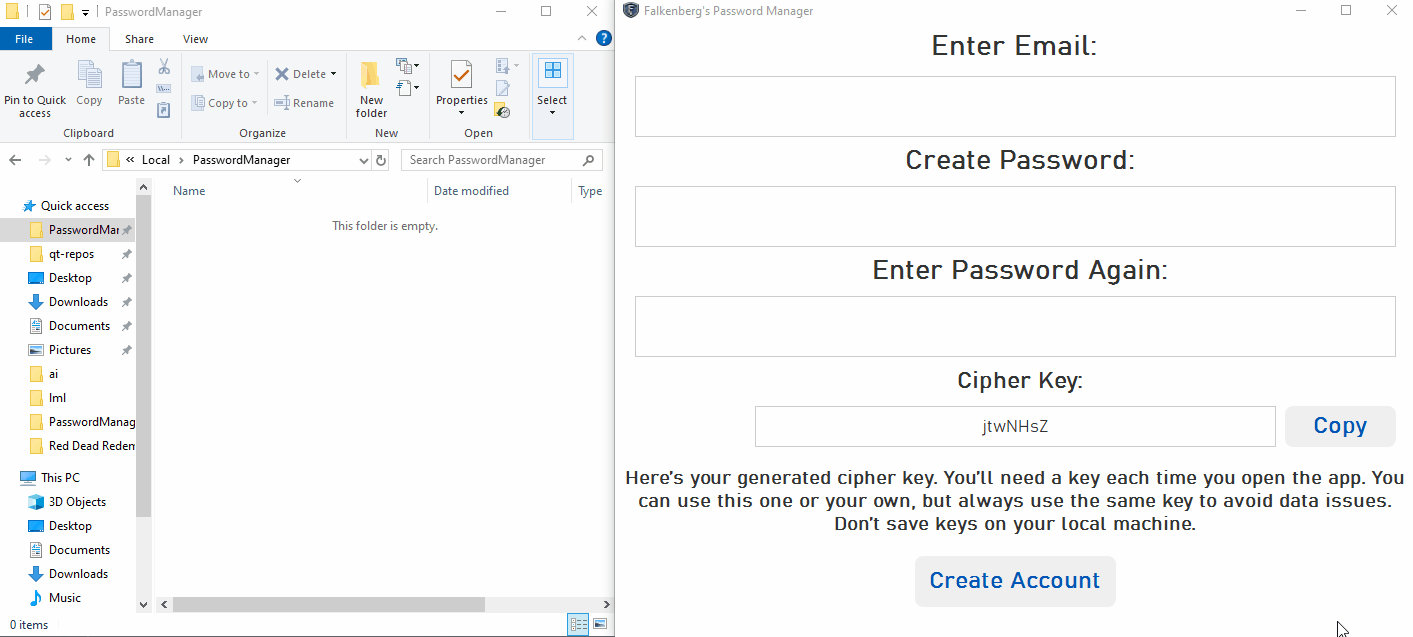 PasswordManager
File Home Share View
Pin to Quick access
Copy
Paste
Clipboard
Move to
Copy to
Delete
Rename
Organize
New folder
New
Properties
Open
Select
« Local › PasswordManager
Search PasswordManager
Name Date modified Type
This folder is empty.
Quick access
PasswordMar
qt-repos
Desktop
Downloads
Documents
Pictures
ai
lml
PasswordManag
Red Dead Redem
This PC
3D Objects
Desktop
Documents
Downloads
Music
0 items
Falkenberg's Password Manager
Enter Email:
Create Password:
Enter Password Again:
Cipher Key:
jtwNHsZ
Copy
Here's your generated cipher key. You'll need a key each time you open the app. You
can use this one or your own, but always use the same key to avoid data issues.
Don't save keys on your local machine.
Create Account